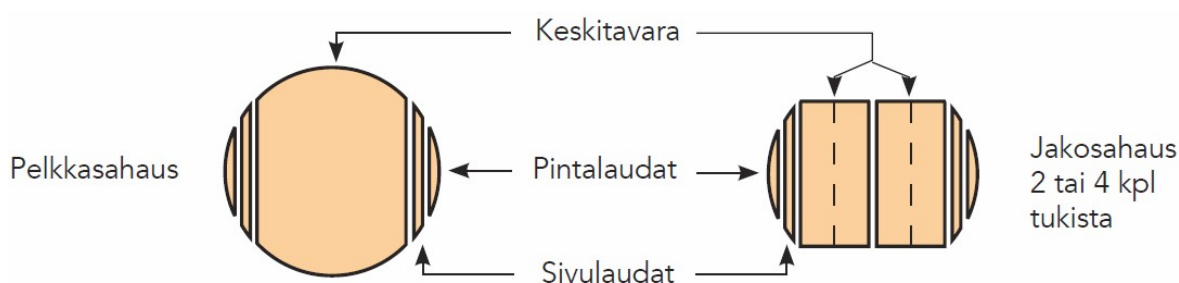 Keskitavara
Pelkkasahaus
Pintalaudat
Jakosahaus
2 tai 4 kpl
tukista
Sivulaudat